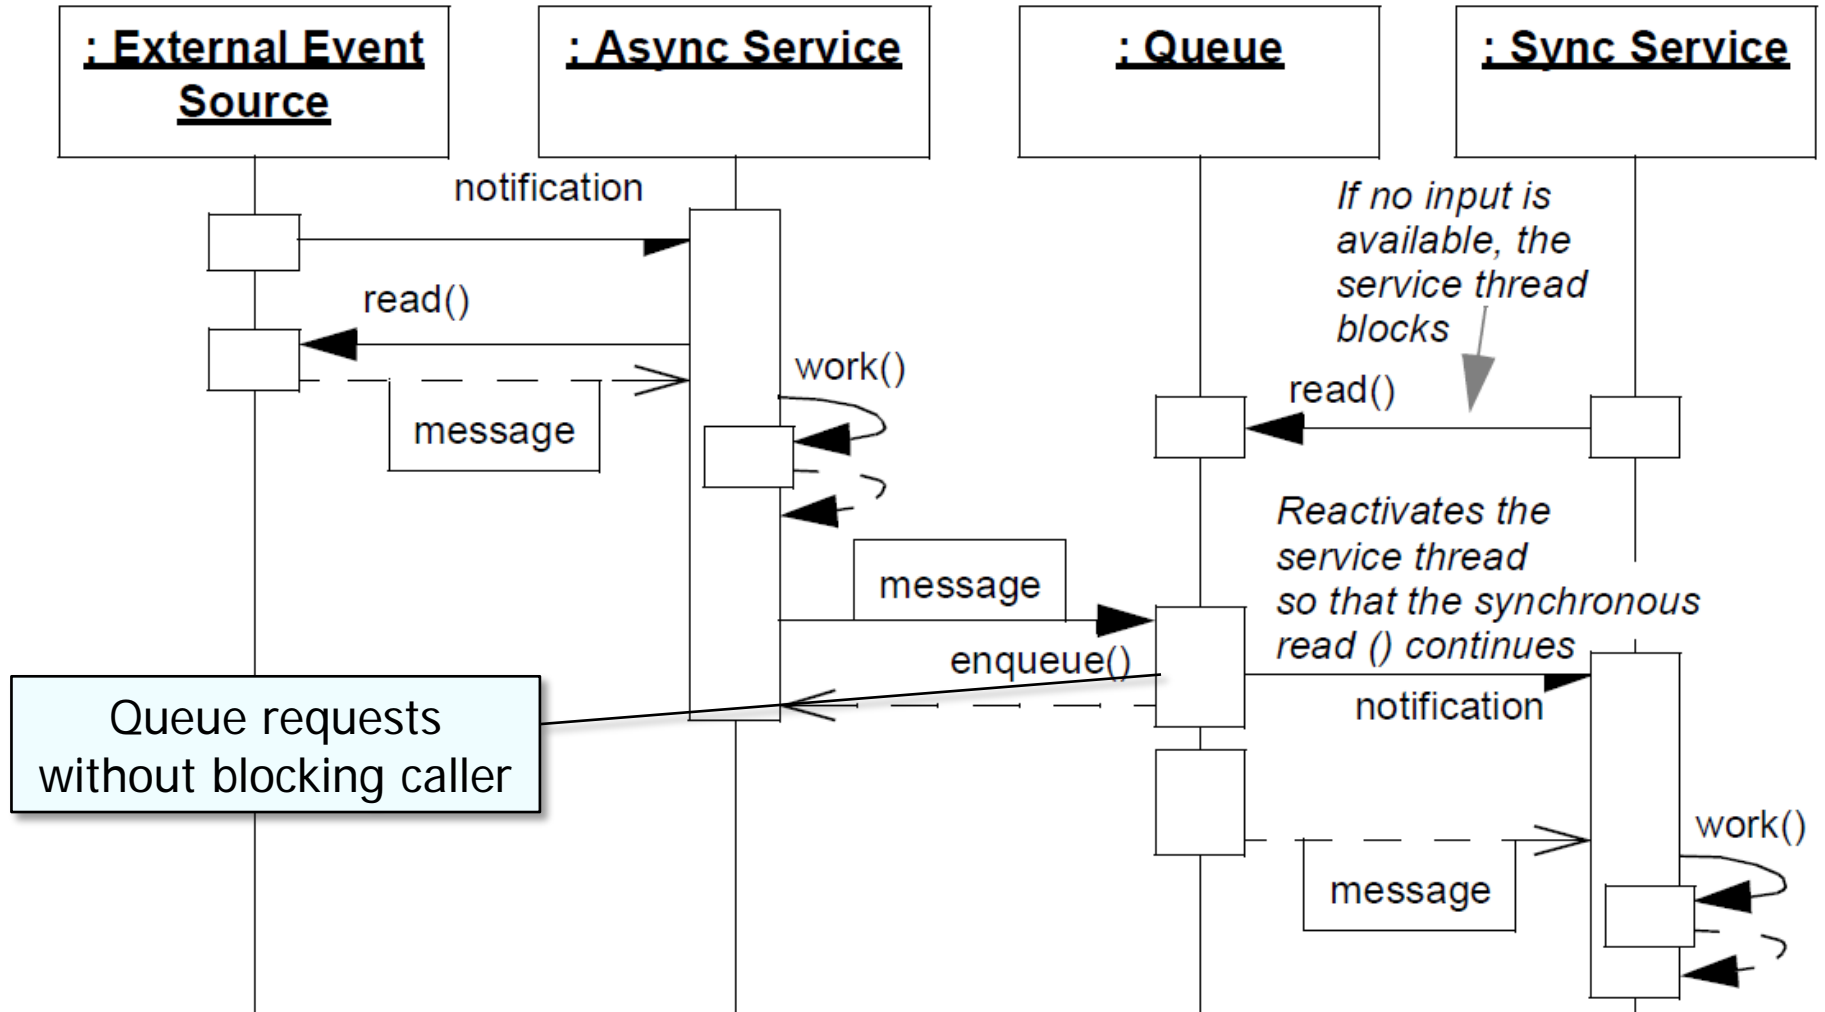 : External Event
Source
: Async Service
: Queue
: Sync Service
notification
If no input is
available, the
service thread
blocks
read()
work()
read()
message
Reactivates the
service thread
so that the synchronous
read () continues
message
enqueue()
notification
Queue requests
without blocking caller
work()
message